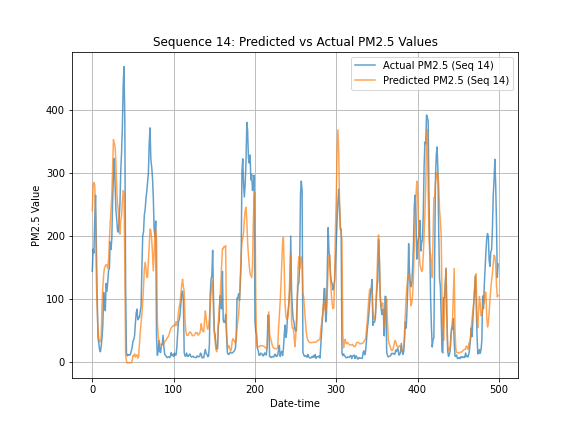 Sequence 14: Predicted vs Actual PM2.5 Values
Actual PM2.5 (Seq 14)
Predicted PM2.5 (Seq 14)
PM2.5 Value
400
300
200
100
0
0 100 200 300 400 500
Date-time